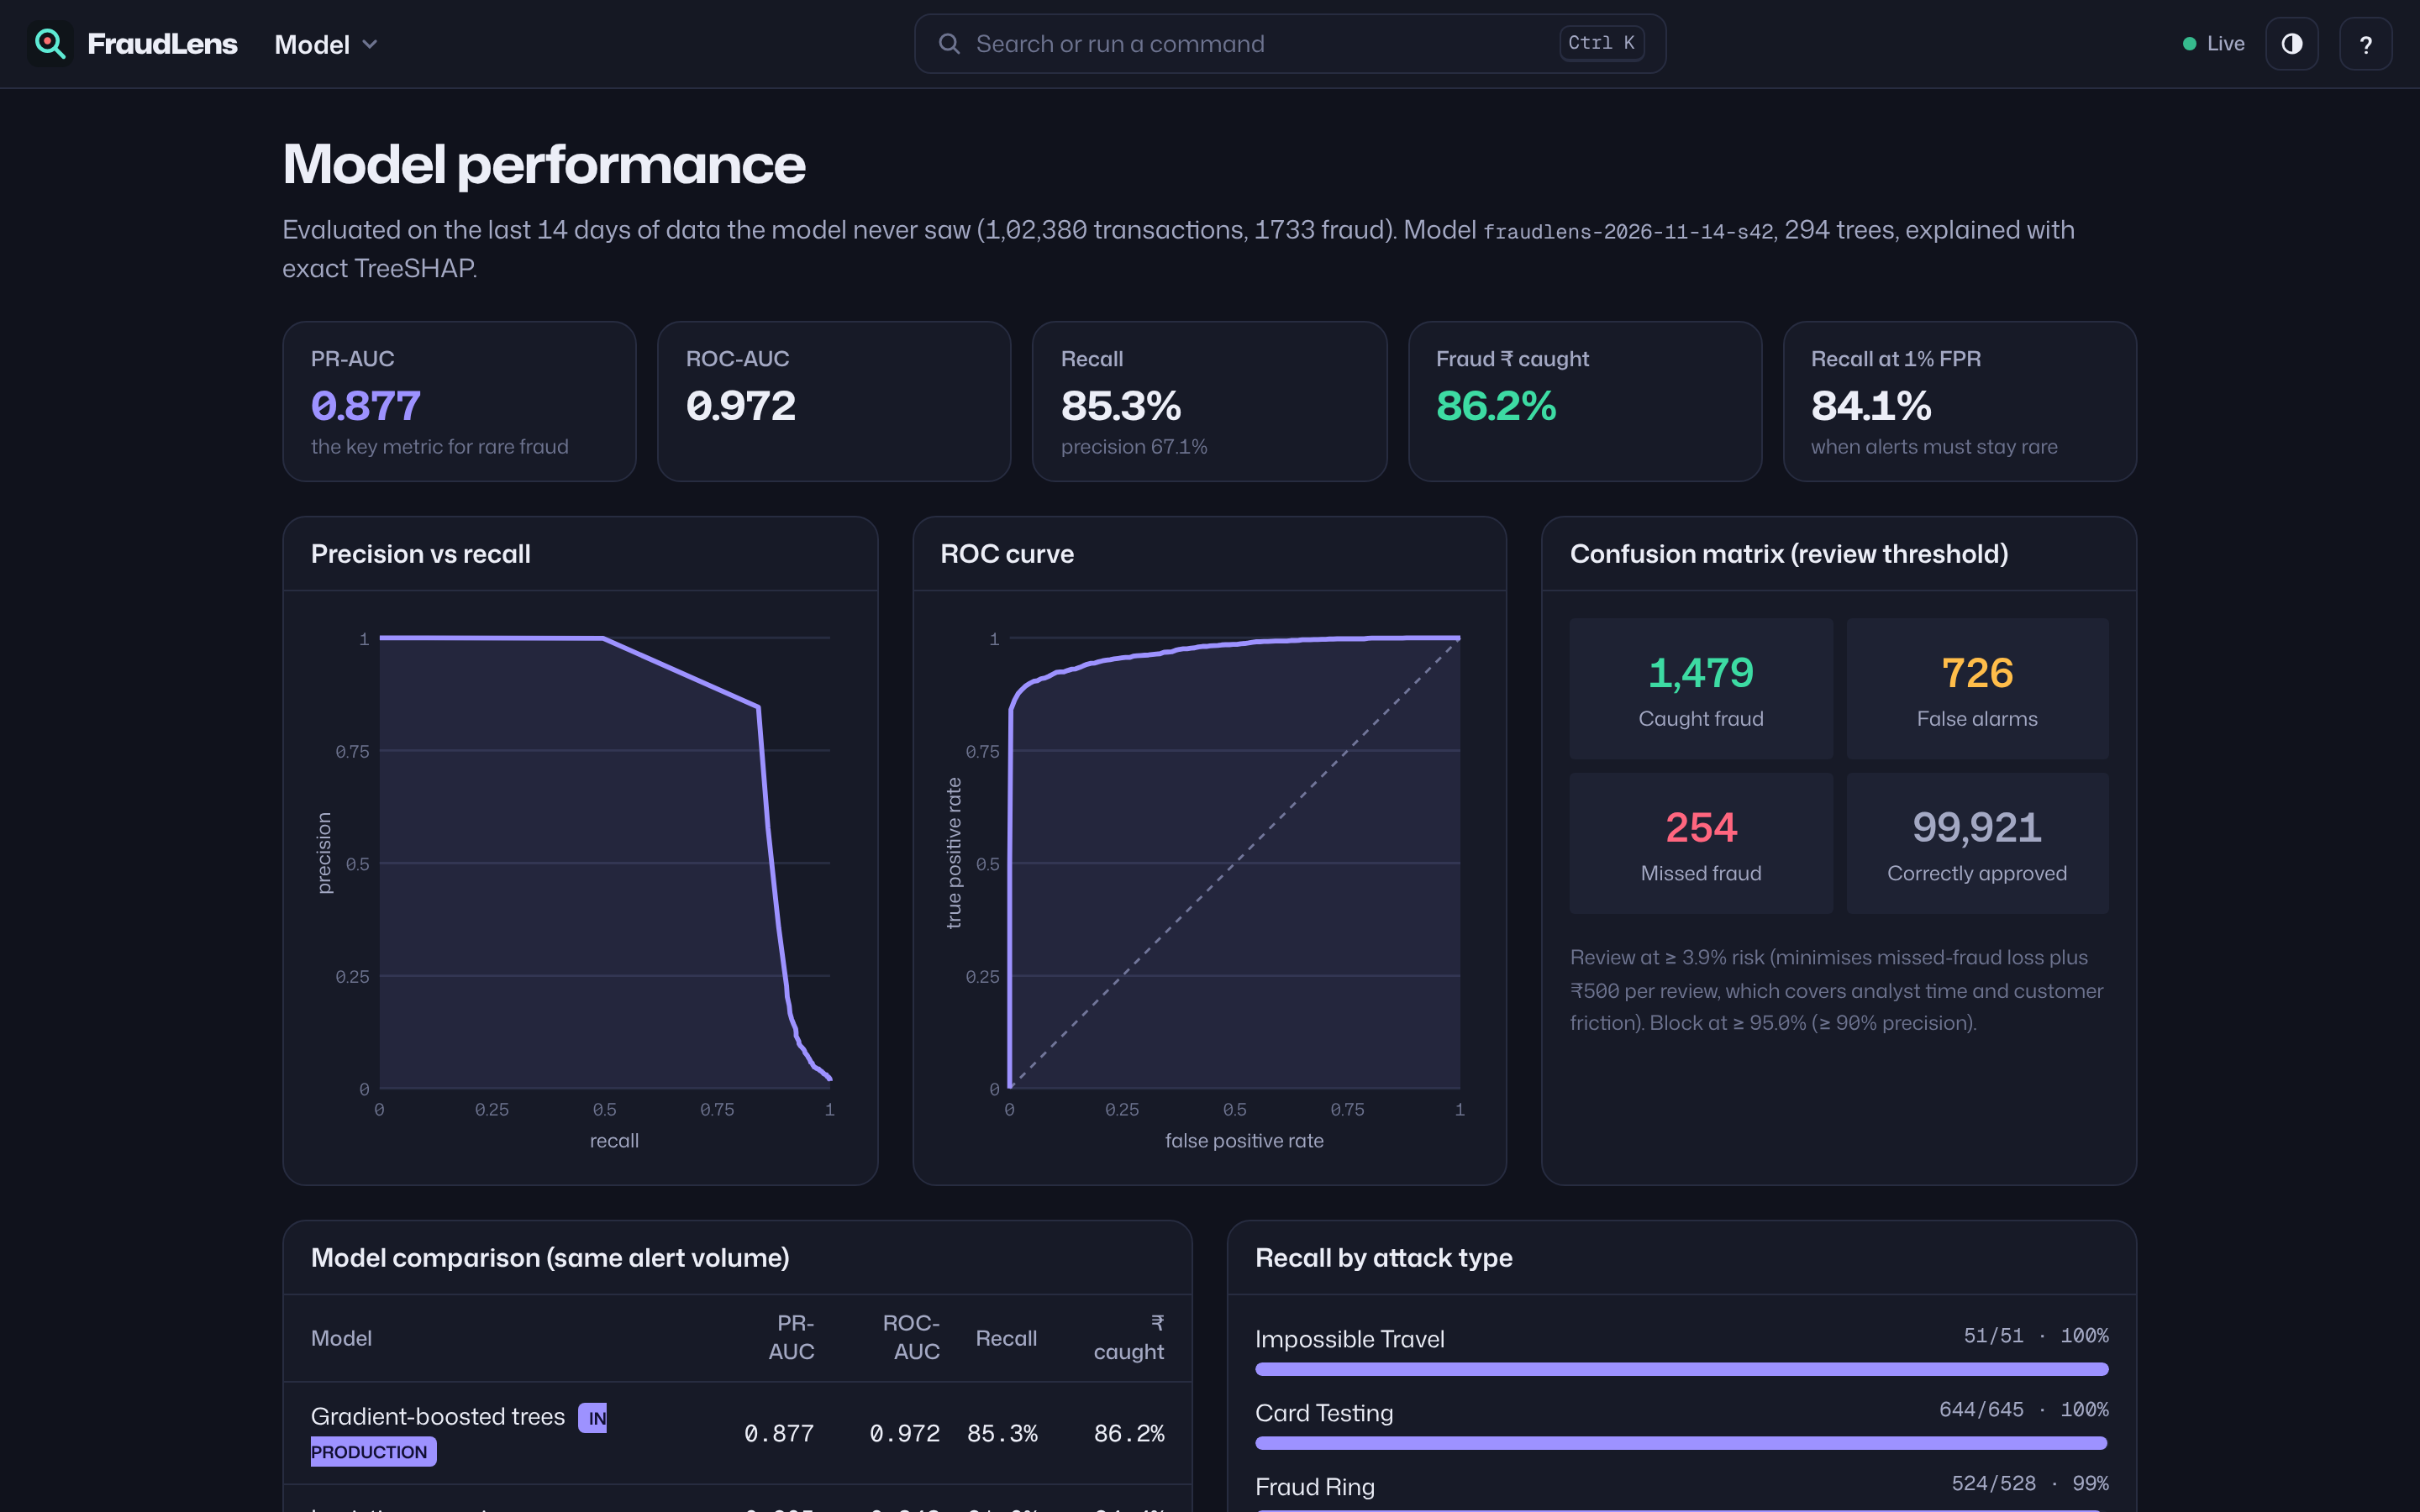 FraudLens
Model
Search or run a command
Ctrl K
Live
?
Model performance
Evaluated on the last 14 days of data the model never saw (1,02,380 transactions, 1733 fraud). Model fraudlens-2026-11-14-s42, 294 trees, explained with
exact TreeSHAP.
PR-AUC
0.877
the key metric for rare fraud
ROC-AUC
0.972
Recall
85.3%
precision 67.1%
Fraud ₹ caught
86.2%
Recall at 1% FPR
84.1%
when alerts must stay rare
Precision vs recall
1
0.75
0.5
0.25
0
precision
0
0.25
0.5
0.75
1
recall
ROC curve
1
0.75
0.5
0.25
0
true positive rate
0
0.25
0.5
0.75
1
false positive rate
Confusion matrix (review threshold)
1,479
Caught fraud
726
False alarms
254
Missed fraud
99,921
Correctly approved
Review at ≥ 3.9% risk (minimises missed-fraud loss plus
₹500 per review, which covers analyst time and customer
friction). Block at ≥ 95.0% (≥ 90% precision).
Model comparison (same alert volume)
Model
PR-
AUC
ROC-
AUC
Recall
₹
caught
Gradient-boosted trees IN
PRODUCTION
0.877
0.972
85.3%
86.2%
Recall by attack type
Impossible Travel
51/51 · 100%
Card Testing
644/645 · 100%
Fraud Ring
524/528 · 99%